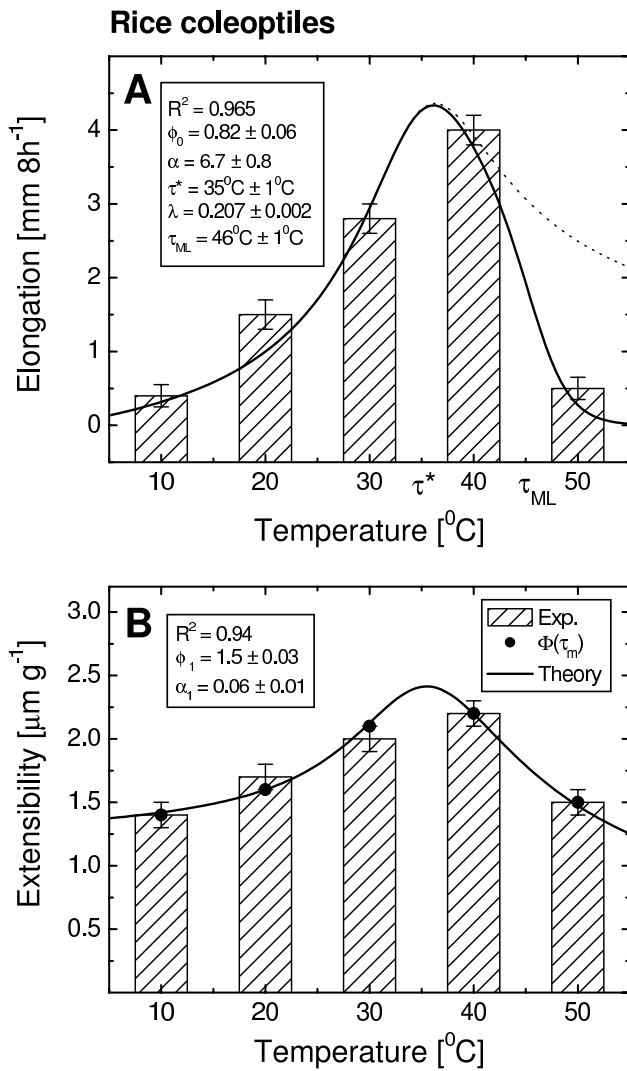 Rice coleoptiles
A
R² = 0.965
ϕ₀ = 0.82 ± 0.06
α = 6.7 ± 0.8
τ* = 35⁰C ± 1⁰C
λ = 0.207 ± 0.002
τ_ML = 46⁰C ± 1⁰C
Elongation [mm 8h⁻¹]
4
3
2
1
0
10 20 30 τ* 40 τ_ML 50
Temperature [⁰C]
B
R² = 0.94
ϕ₁ = 1.5 ± 0.03
α₁ = 0.06 ± 0.01
Exp.
Φ(τₘ)
Theory
Extensibility [μm g⁻¹]
3.0
2.5
2.0
1.5
1.0
0.5
10 20 30 40 50
Temperature [⁰C]